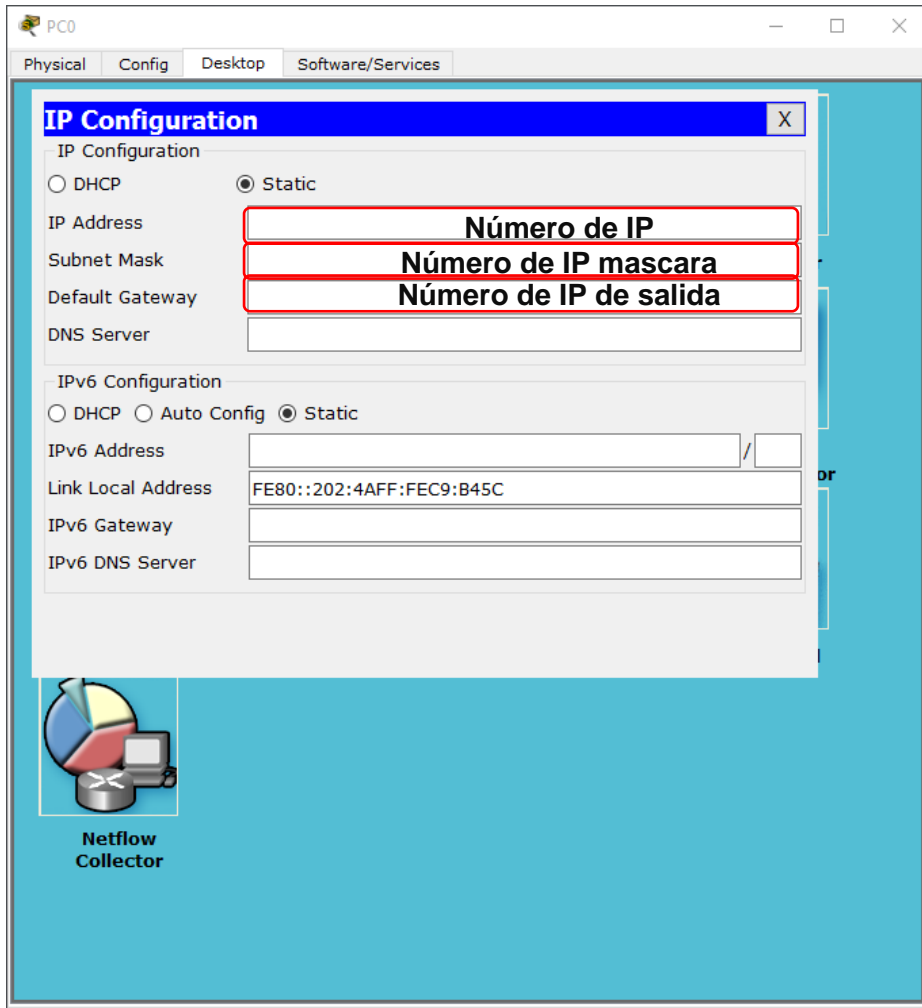 PC0
Physical Config Desktop Software/Services
IP Configuration X
IP Configuration
DHCP Static
IP Address Número de IP
Subnet Mask Número de IP mascara
Default Gateway Número de IP de salida
DNS Server
IPv6 Configuration
DHCP Auto Config Static
IPv6 Address /
Link Local Address FE80::202:4AFF:FEC9:B45C
IPv6 Gateway
IPv6 DNS Server
Netflow
Collector